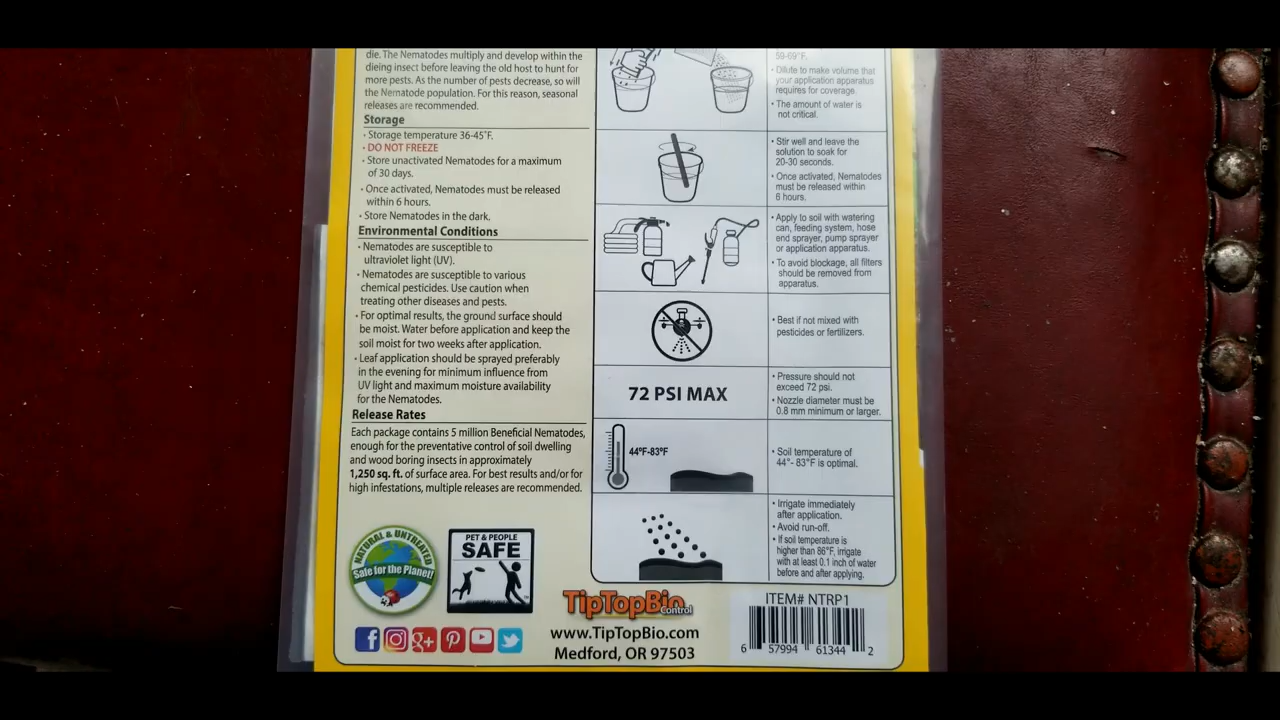 die. The Nematodes multiply and develop within the
dieing insect before leaving the old host to hunt for
more pests. As the number of pests decrease, so will
the Nematode population. For this reason, seasonal
releases are recommended.
Storage
• Storage temperature 36-45°F.
• DO NOT FREEZE
• Store unactivated Nematodes for a maximum
of 30 days.
• Once activated, Nematodes must be released
within 6 hours.
• Store Nematodes in the dark.
Environmental Conditions
• Nematodes are susceptible to
ultraviolet light (UV).
• Nematodes are susceptible to various
chemical pesticides. Use caution when
treating other diseases and pests.
• For optimal results, the ground surface should
be moist. Water before application and keep the
soil moist for two weeks after application.
• Leaf application should be sprayed preferably
in the evening for minimum influence from
UV light and maximum moisture availability
for the Nematodes.
Release Rates
Each package contains 5 million Beneficial Nematodes,
enough for the preventative control of soil dwelling
and wood boring insects in approximately
1,250 sq. ft. of surface area. For best results and/or for
high infestations, multiple releases are recommended.
NATURAL & UNTREATED
Safe for the Planet!
PET & PEOPLE
SAFE
59-69°F.
• Dilute to make volume that
your application apparatus
requires for coverage.
• The amount of water is
not critical.
• Stir well and leave the
solution to soak for
20-30 seconds.
• Once activated, Nematodes
must be released within
6 hours.
• Apply to soil with watering
can, feeding system, hose
end sprayer, pump sprayer
or application apparatus.
• To avoid blockage, all filters
should be removed from
apparatus.
• Best if not mixed with
pesticides or fertilizers.
72 PSI MAX
• Pressure should not
exceed 72 psi.
• Nozzle diameter must be
0.8 mm minimum or larger.
44°F-83°F
• Soil temperature of
44°- 83°F is optimal.
• Irrigate immediately
after application.
• Avoid run-off.
• If soil temperature is
higher than 86°F, irrigate
with at least 0.1 inch of water
before and after applying.
TipTopBio
Control
www.TipTopBio.com
Medford, OR 97503
ITEM# NTRP1
6 57994 61344 2